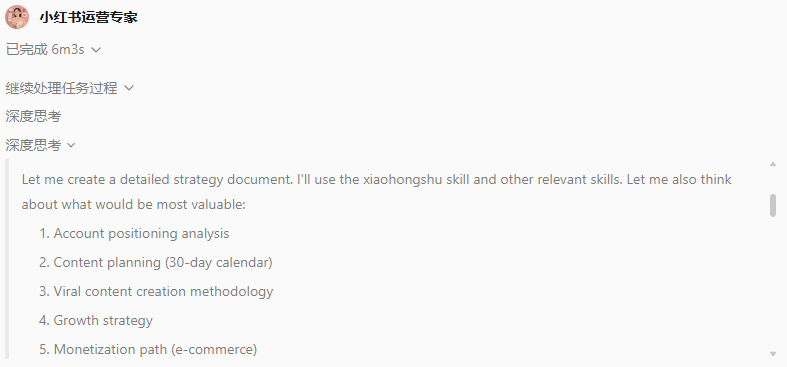 小红书运营专家
已完成 6m3s
继续处理任务过程
深度思考
深度思考
Let me create a detailed strategy document. I'll use the xiaohongshu skill and other relevant skills. Let me also think
about what would be most valuable:
1. Account positioning analysis
2. Content planning (30-day calendar)
3. Viral content creation methodology
4. Growth strategy
5. Monetization path (e-commerce)